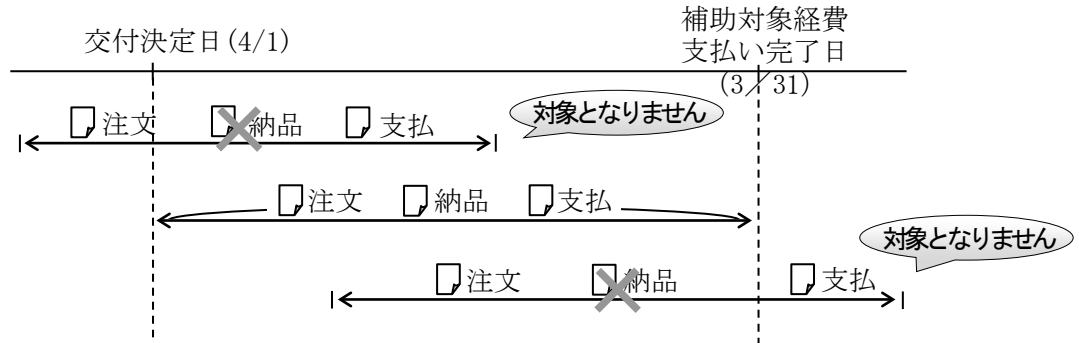 交付決定日(4/1)
補助対象経費
支払い完了日
(3/31)
注文 納品 支払
対象となりません
注文 納品 支払
対象となりません
注文 納品 支払